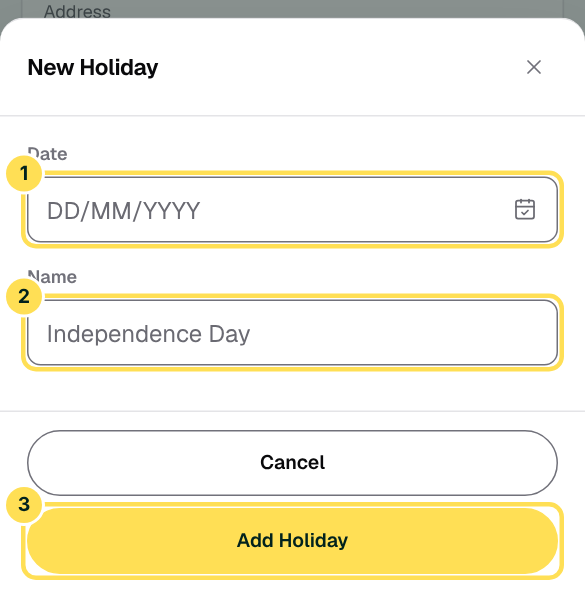 Address
New Holiday
Date
1
DD/MM/YYYY
Name
2
Independence Day
Cancel
3
Add Holiday